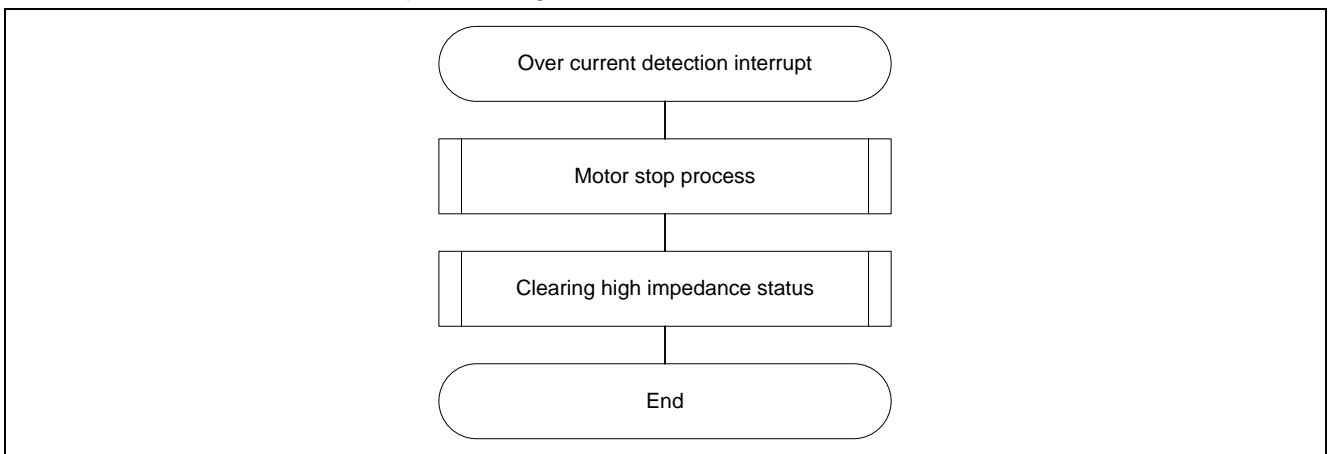 Over current detection interrupt
Motor stop process
Clearing high impedance status
End